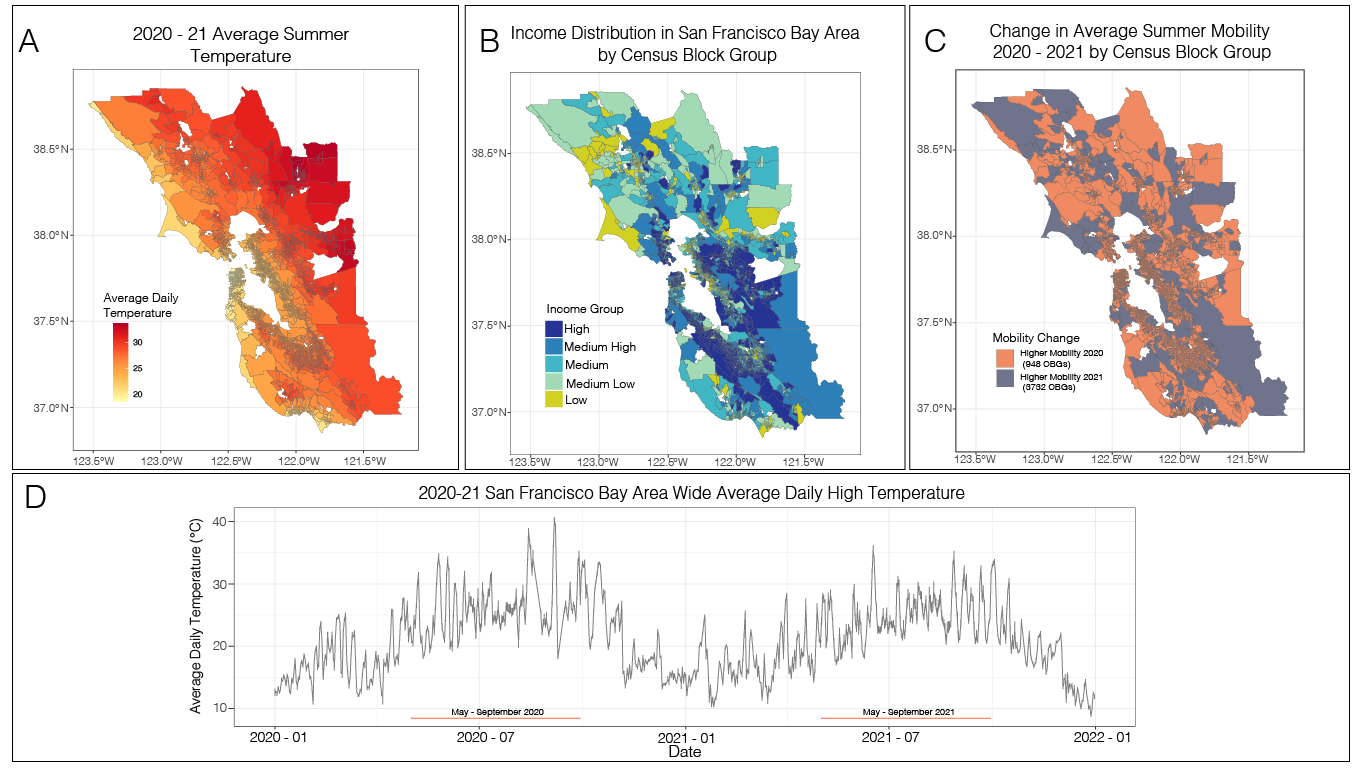 A
2020 - 21 Average Summer
Temperature
38.5°N
38.0°N
37.5°N
37.0°N
Average Daily
Temperature
30
25
20
123.5°W 123.0°W 122.5°W 122.0°W 121.5°W
B
Income Distribution in San Francisco Bay Area
by Census Block Group
38.5°N
38.0°N
37.5°N
37.0°N
Income Group
High
Medium High
Medium
Medium Low
Low
123.5°W 123.0°W 122.5°W 122.0°W 121.5°W
C
Change in Average Summer Mobility
2020 - 2021 by Census Block Group
38.5°N
38.0°N
37.5°N
37.0°N
Mobility Change
Higher Mobility 2020
(948 CBGs)
Higher Mobility 2021
(3732 CBGs)
123.5°W 123.0°W 122.5°W 122.0°W 121.5°W
D
2020-21 San Francisco Bay Area Wide Average Daily High Temperature
Average Daily Temperature (°C)
40
30
20
10
May - September 2020
May - September 2021
2020 - 01 2020 - 07 2021 - 01 2021 - 07 2022 - 01
Date